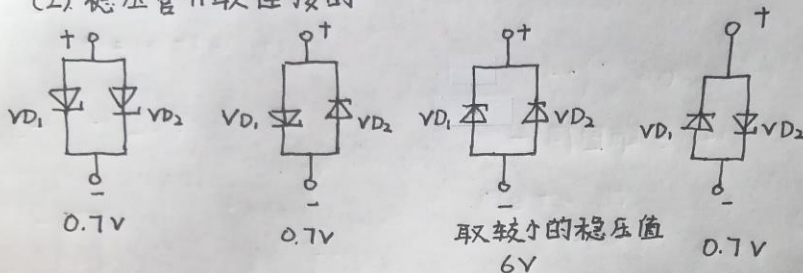 (2) 稳压管并联连接时
+ + + +
VD₁ VD₂ VD₁ VD₂ VD₁ VD₂ VD₁ VD₂
- - - -
0.7V 0.7V 取较小的稳压值 0.7V
6V